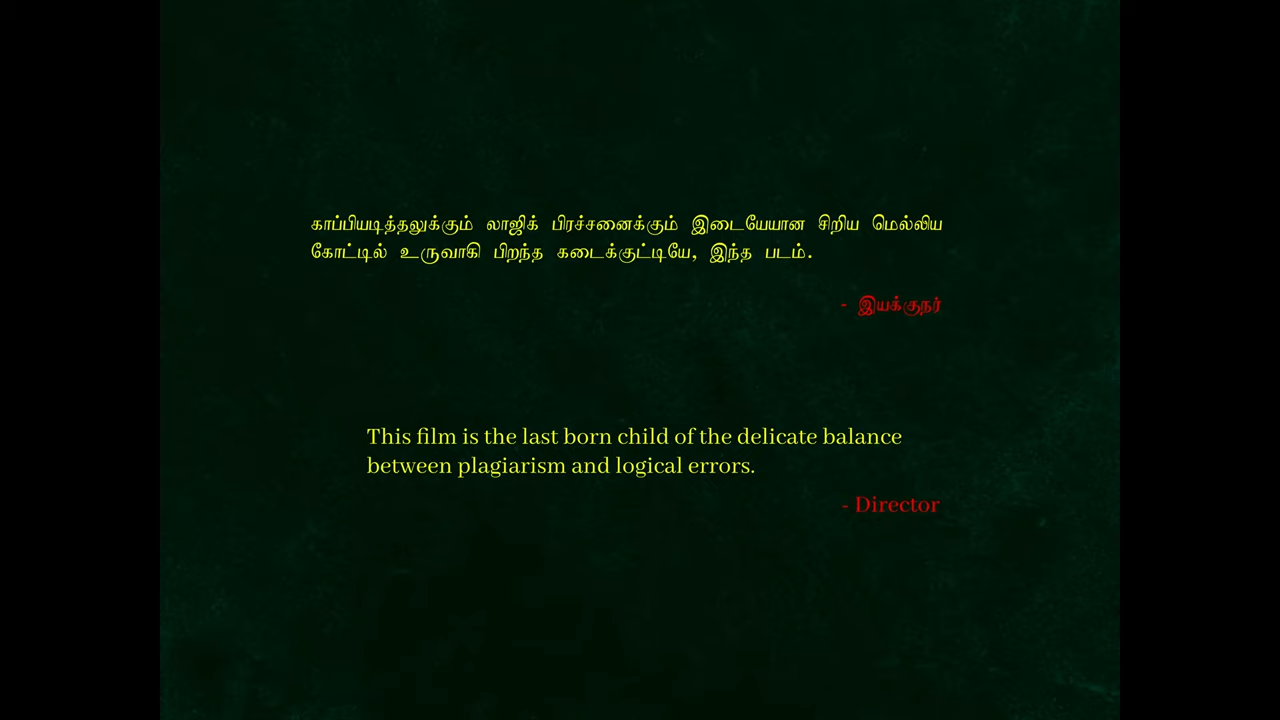 காப்பியடித்தலுக்கும் லாஜிக் பிரச்சனைக்கும் இடையேயான சிறிய மெல்லிய
கோட்டில் உருவாகி பிறந்த கடைக்குட்டியே, இந்த படம்.
- இயக்குநர்
This film is the last born child of the delicate balance
between plagiarism and logical errors.
- Director